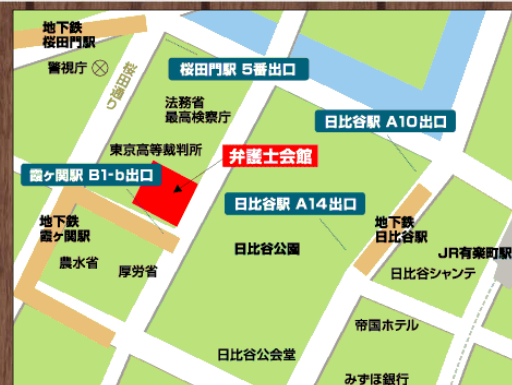 地下鉄
桜田門駅
警視庁
桜田通り
桜田門駅 5番出口
法務省
最高検察庁
日比谷駅 A10出口
東京高等裁判所
弁護士会館
霞ヶ関駅 B1-b出口
日比谷駅 A14出口
地下鉄
霞ヶ関駅
地下鉄
日比谷駅
日比谷公園
JR有楽町駅
農水省
厚労省
日比谷シャンテ
帝国ホテル
日比谷公会堂
みずほ銀行